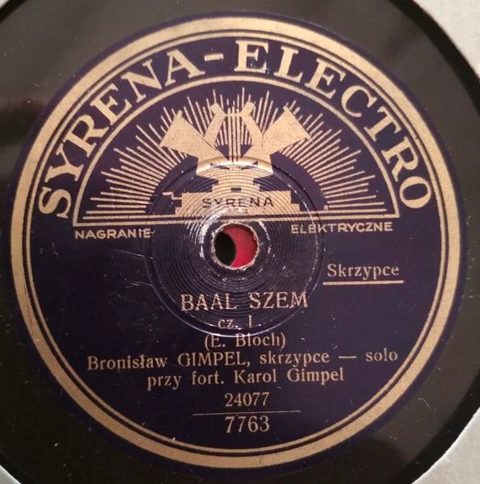 SYRENA-ELECTRO
SYRENA
NAGRANIE ELEKTRYCZNE
Skrzypce
BAAL SZEM
cz. I
(E. Bloch)
Bronisław GIMPEL, skrzypce — solo
przy fort. Karol Gimpel
24077
7763